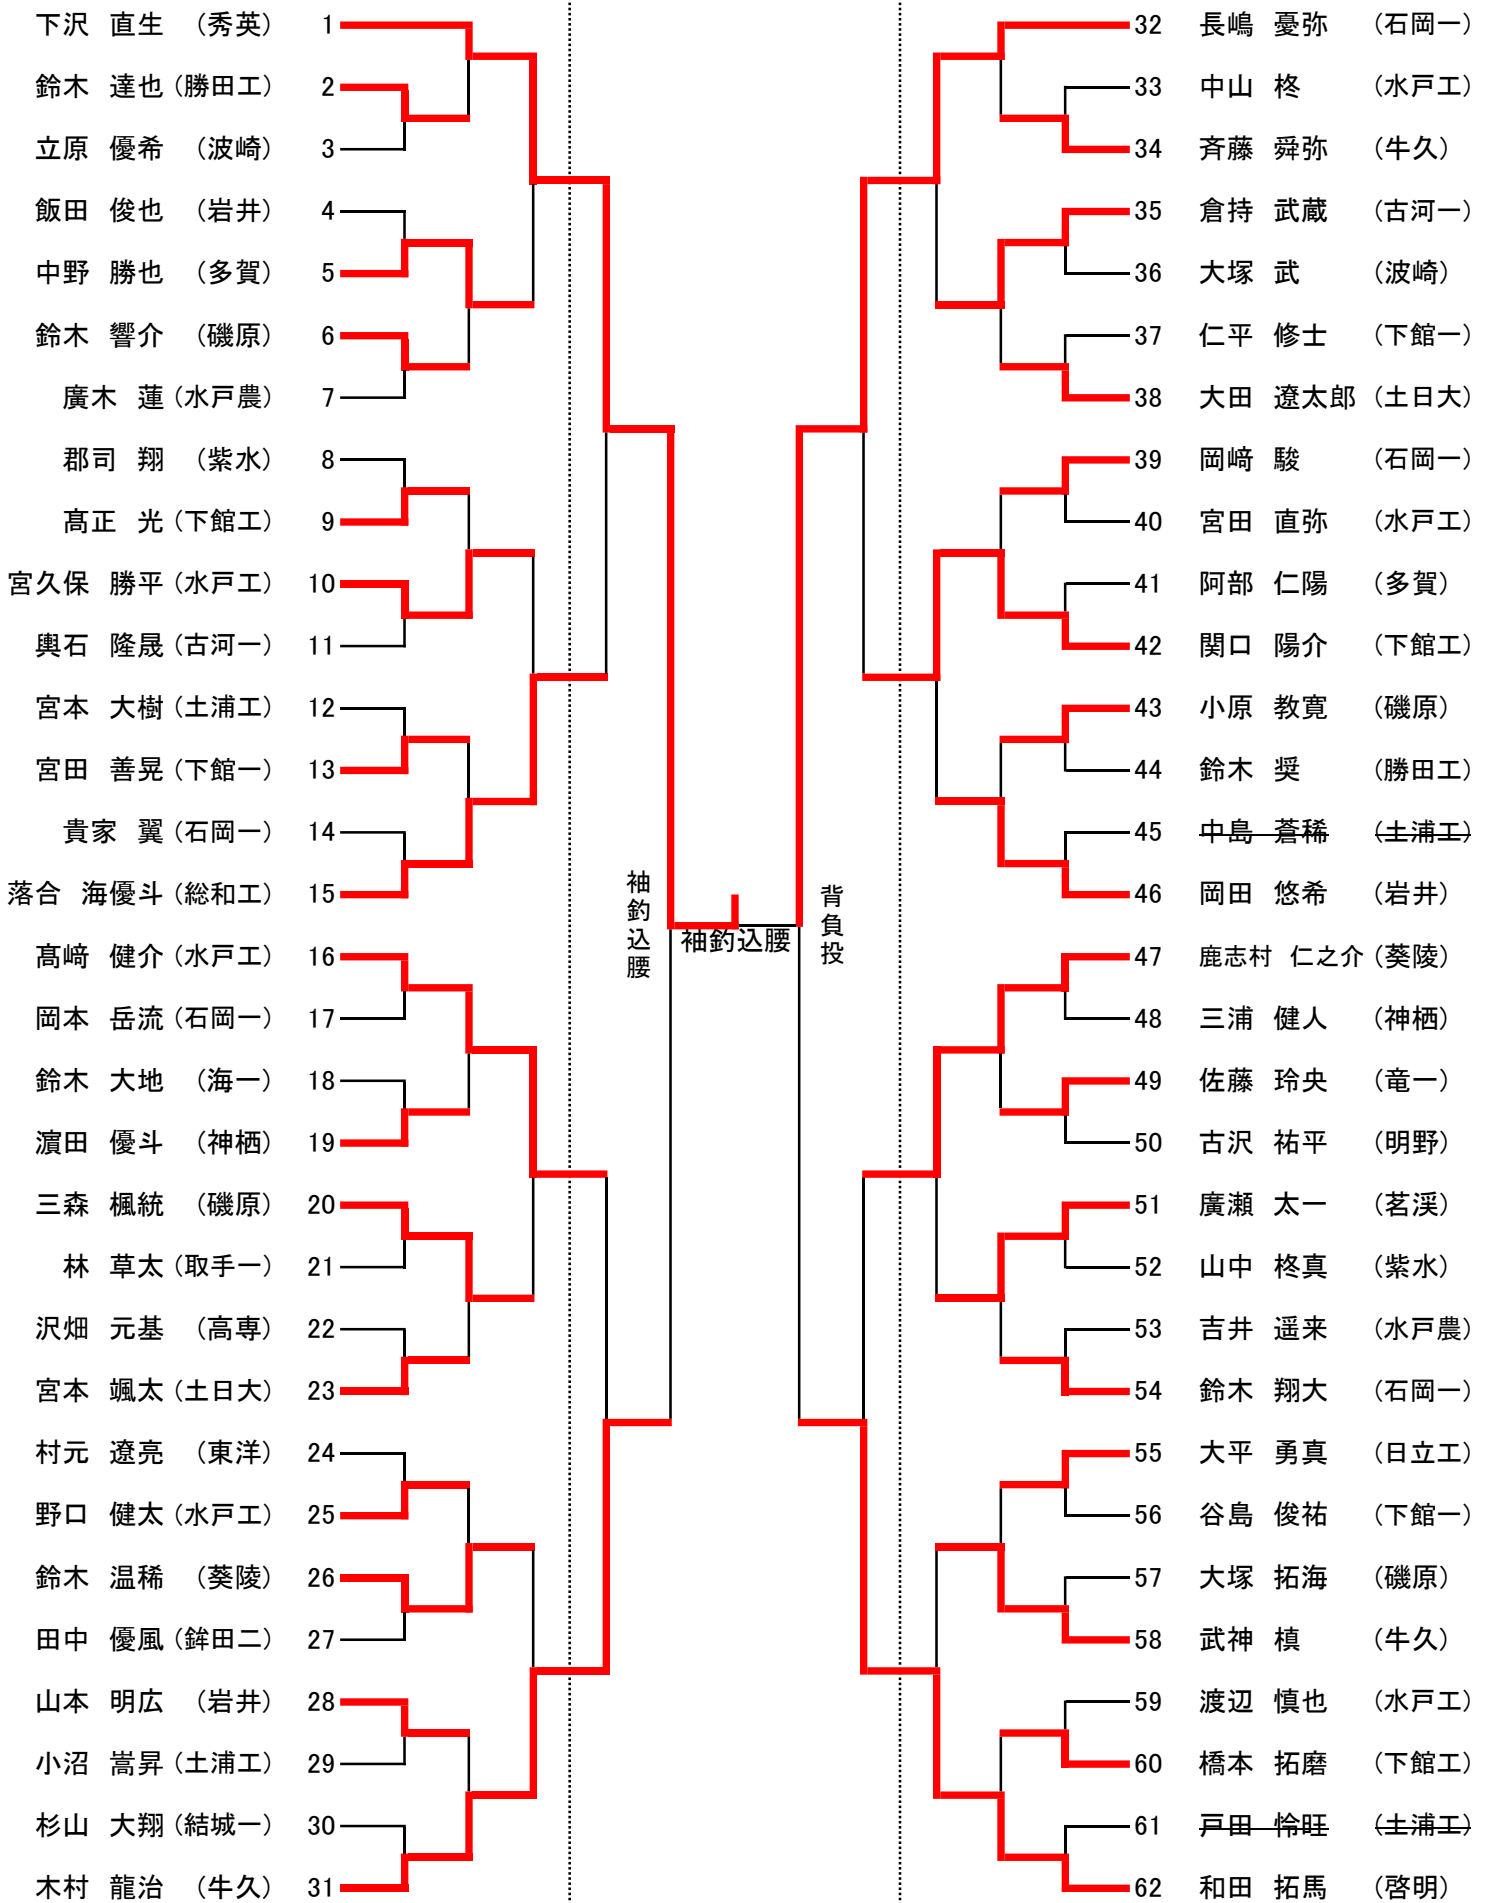 下沢 直生 （秀英） 1
鈴木 達也（勝田工） 2
立原 優希 （波崎） 3
飯田 俊也 （岩井） 4
中野 勝也 （多賀） 5
鈴木 響介 （磯原） 6
廣木 蓮（水戸農） 7
郡司 翔 （紫水） 8
髙正 光（下館工） 9
宮久保 勝平（水戸工） 10
輿石 隆晟（古河一） 11
宮本 大樹（土浦工） 12
宮田 善晃（下館一） 13
貴家 翼（石岡一） 14
落合 海優斗（総和工） 15
髙﨑 健介（水戸工） 16
岡本 岳流（石岡一） 17
鈴木 大地 （海一） 18
濵田 優斗 （神栖） 19
三森 楓統 （磯原） 20
林 草太（取手一） 21
沢畑 元基 （高専） 22
宮本 颯太（土日大） 23
村元 遼亮 （東洋） 24
野口 健太（水戸工） 25
鈴木 温稀 （葵陵） 26
田中 優風（鉾田二） 27
山本 明広 （岩井） 28
小沼 嵩昇（土浦工） 29
杉山 大翔（結城一） 30
木村 龍治 （牛久） 31
袖釣込腰
袖釣込腰
背負投
32 長嶋 憂弥 （石岡一）
33 中山 柊 （水戸工）
34 斉藤 舜弥 （牛久）
35 倉持 武蔵 （古河一）
36 大塚 武 （波崎）
37 仁平 修士 （下館一）
38 大田 遼太郎 （土日大）
39 岡﨑 駿 （石岡一）
40 宮田 直弥 （水戸工）
41 阿部 仁陽 （多賀）
42 関口 陽介 （下館工）
43 小原 教寛 （磯原）
44 鈴木 奨 （勝田工）
45 中島 蒼稀 （土浦工）
46 岡田 悠希 （岩井）
47 鹿志村 仁之介（葵陵）
48 三浦 健人 （神栖）
49 佐藤 玲央 （竜一）
50 古沢 祐平 （明野）
51 廣瀬 太一 （茗溪）
52 山中 柊真 （紫水）
53 吉井 遥来 （水戸農）
54 鈴木 翔大 （石岡一）
55 大平 勇真 （日立工）
56 谷島 俊祐 （下館一）
57 大塚 拓海 （磯原）
58 武神 槙 （牛久）
59 渡辺 慎也 （水戸工）
60 橋本 拓磨 （下館工）
61 戸田 怜旺 （土浦工）
62 和田 拓馬 （啓明）